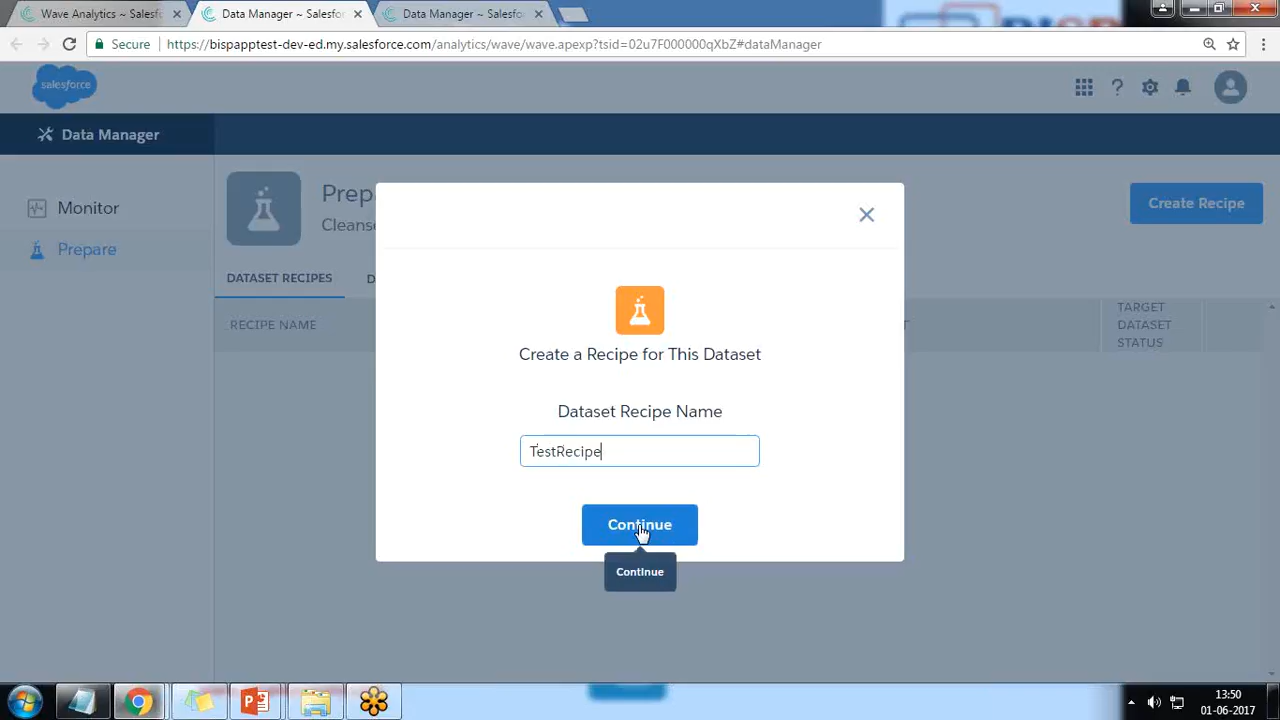 Wave Analytics ~ Salesf
Data Manager ~ Salesfor
Data Manager ~ Salesfor
Secure
https://bispapptest-dev-ed.my.salesforce.com/analytics/wave/wave.apexp?tsid=02u7F000000qXbZ#dataManager
salesforce
?
Data Manager
Monitor
Prep
Create Recipe
Cleanse
Prepare
DATASET RECIPES
D
RECIPE NAME
T
TARGET
DATASET
STATUS
Create a Recipe for This Dataset
Dataset Recipe Name
TestRecipe
Continue
Continue
13:50
01-06-2017